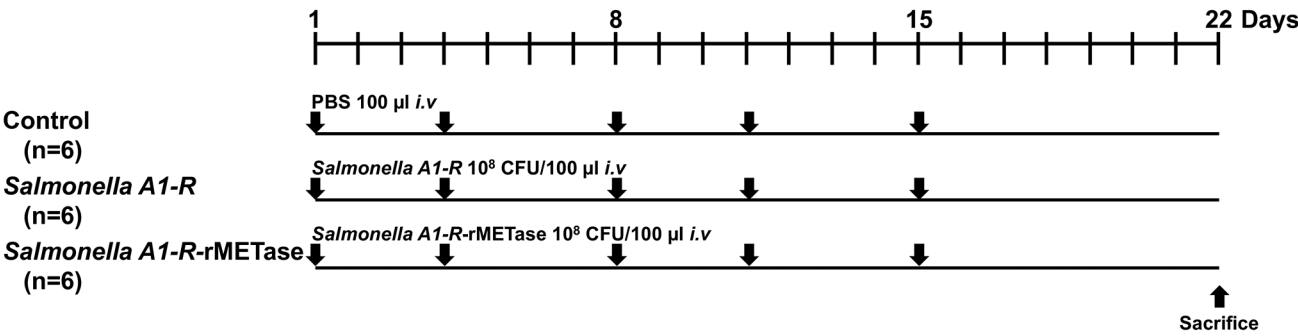 1 8 15 22 Days
PBS 100 µl i.v
Control
(n=6)
Salmonella A1-R 10⁸ CFU/100 µl i.v
Salmonella A1-R
(n=6)
Salmonella A1-R-rMETase 10⁸ CFU/100 µl i.v
Salmonella A1-R-rMETase
(n=6)
Sacrifice